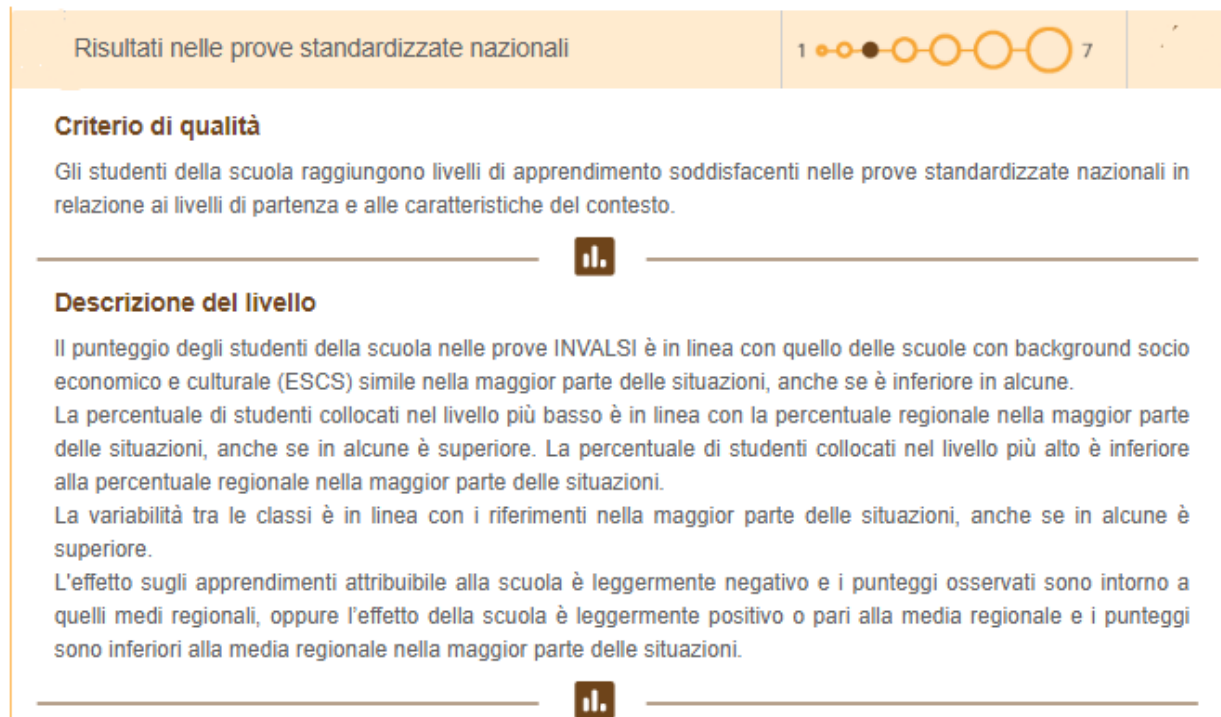 Risultati nelle prove standardizzate nazionali
1 7
Criterio di qualità
Gli studenti della scuola raggiungono livelli di apprendimento soddisfacenti nelle prove standardizzate nazionali in
relazione ai livelli di partenza e alle caratteristiche del contesto.
Descrizione del livello
Il punteggio degli studenti della scuola nelle prove INVALSI è in linea con quello delle scuole con background socio
economico e culturale (ESCS) simile nella maggior parte delle situazioni, anche se è inferiore in alcune.
La percentuale di studenti collocati nel livello più basso è in linea con la percentuale regionale nella maggior parte
delle situazioni, anche se in alcune è superiore. La percentuale di studenti collocati nel livello più alto è inferiore
alla percentuale regionale nella maggior parte delle situazioni.
La variabilità tra le classi è in linea con i riferimenti nella maggior parte delle situazioni, anche se in alcune è
superiore.
L'effetto sugli apprendimenti attribuibile alla scuola è leggermente negativo e i punteggi osservati sono intorno a
quelli medi regionali, oppure l’effetto della scuola è leggermente positivo o pari alla media regionale e i punteggi
sono inferiori alla media regionale nella maggior parte delle situazioni.